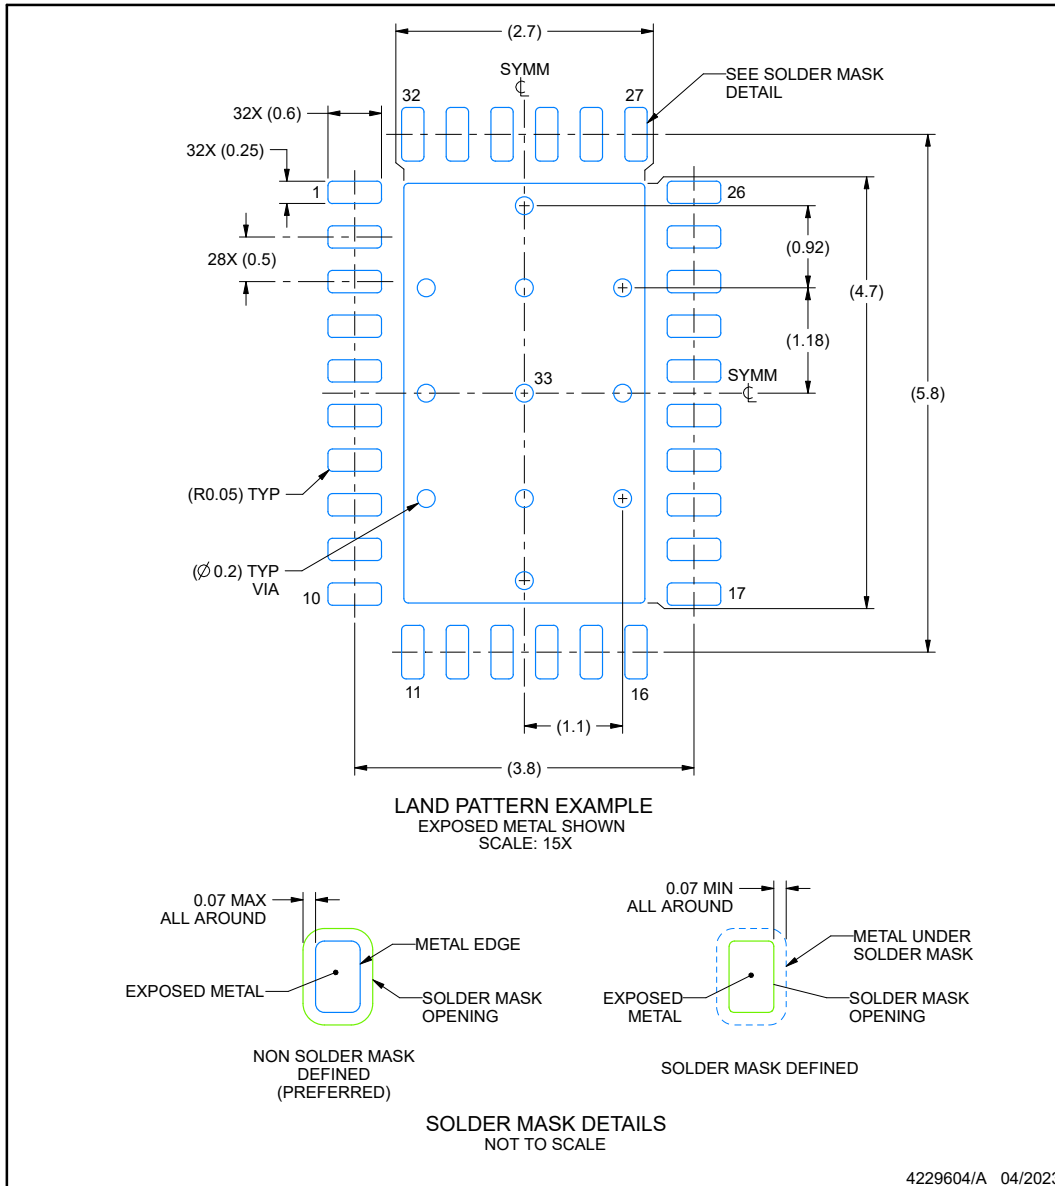 (2.7)
SYMM
C
L
32
27
SEE SOLDER MASK
DETAIL
32X (0.6)
32X (0.25)
1
26
28X (0.5)
(0.92)
(4.7)
(1.18)
33
SYMM
C
L
(5.8)
(R0.05) TYP
(Ø 0.2) TYP
VIA
10
17
11
16
(1.1)
(3.8)
LAND PATTERN EXAMPLE
EXPOSED METAL SHOWN
SCALE: 15X
0.07 MAX
ALL AROUND
METAL EDGE
EXPOSED METAL
SOLDER MASK
OPENING
NON SOLDER MASK
DEFINED
(PREFERRED)
0.07 MIN
ALL AROUND
METAL UNDER
SOLDER MASK
EXPOSED
METAL
SOLDER MASK
OPENING
SOLDER MASK DEFINED
SOLDER MASK DETAILS
NOT TO SCALE
4229604/A 04/2023